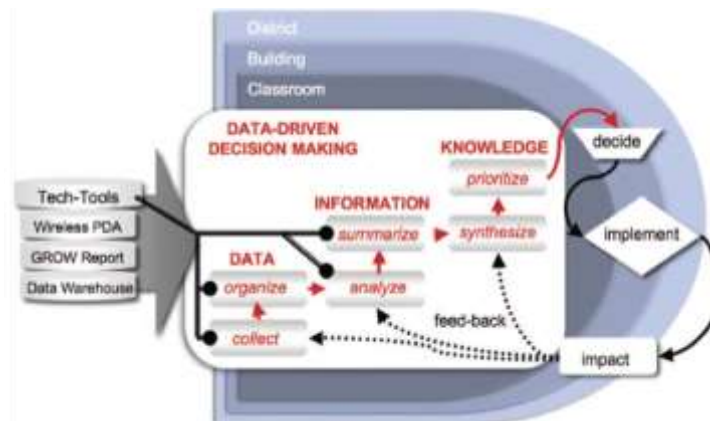 District
Building
Classroom
DATA-DRIVEN
DECISION MAKING
KNOWLEDGE
decide
prioritize
Tech-Tools
INFORMATION
Wireless PDA
summarize
synthesize
implement
GROW Report
DATA
Data Warehouse
organize
analyze
feed-back
collect
impact